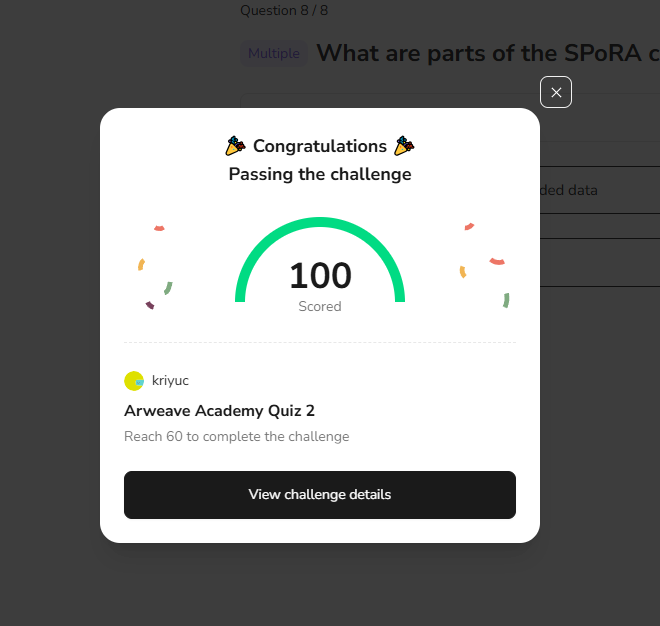 Question 8 / 8
Multiple What are parts of the SPoRA c
Congratulations
Passing the challenge
ded data
100
Scored
kriyuc
Arweave Academy Quiz 2
Reach 60 to complete the challenge
View challenge details